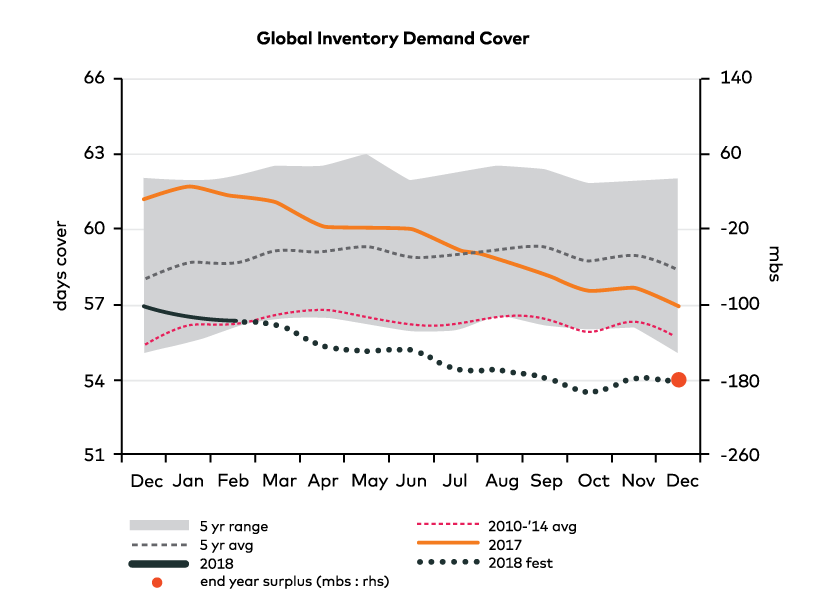 Global Inventory Demand Cover
66 140
63 60
60 -20
57 -100
54 -180
51 -260
days cover
mbs
Dec Jan Feb Mar Apr May Jun Jul Aug Sep Oct Nov Dec
5 yr range 2010-'14 avg
5 yr avg 2017
2018 2018 fest
end year surplus (mbs : rhs)